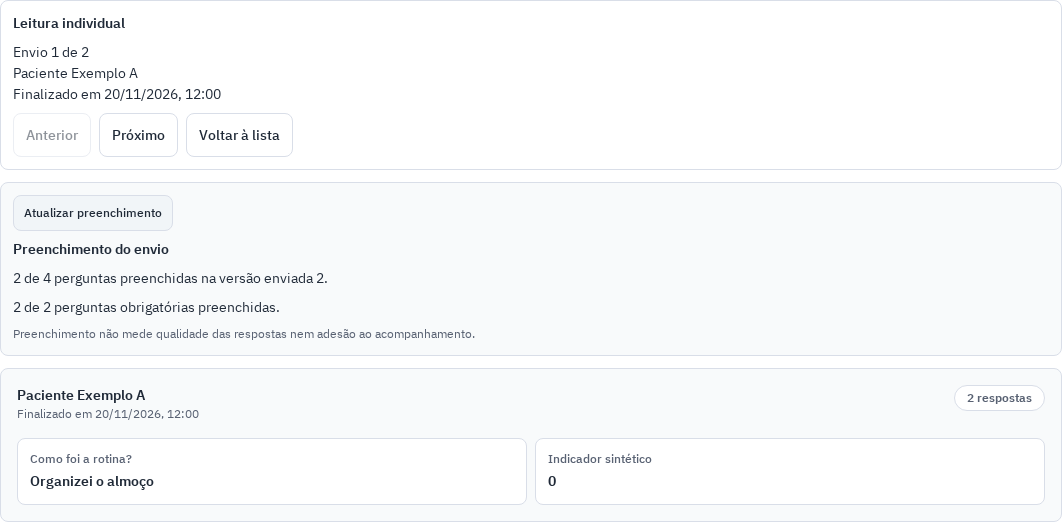 Leitura individual
Envio 1 de 2
Paciente Exemplo A
Finalizado em 20/11/2026, 12:00
Anterior
Próximo
Voltar à lista
Atualizar preenchimento
Preenchimento do envio
2 de 4 perguntas preenchidas na versão enviada 2.
2 de 2 perguntas obrigatórias preenchidas.
Preenchimento não mede qualidade das respostas nem adesão ao acompanhamento.
Paciente Exemplo A
2 respostas
Finalizado em 20/11/2026, 12:00
Como foi a rotina?
Organizei o almoço
Indicador sintético
0